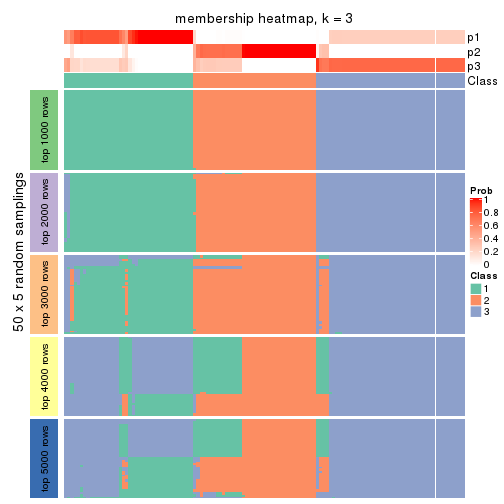 membership heatmap, k = 3
p1
p2
p3
Class
50 x 5 random samplings
top 1000 rows
top 2000 rows
top 3000 rows
top 4000 rows
top 5000 rows
Prob
1
0.8
0.6
0.4
0.2
0
Class
1
2
3